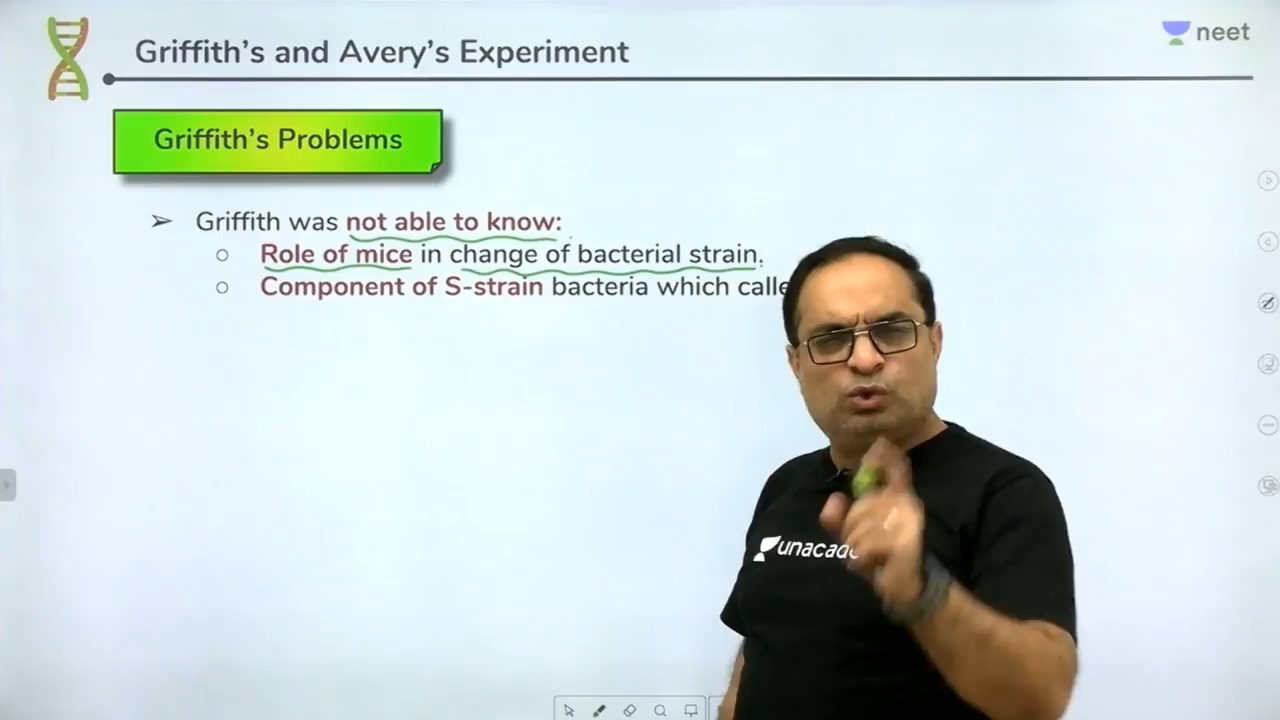 Griffith's and Avery's Experiment
neet
Griffith's Problems
➢ Griffith was not able to know:
○ Role of mice in change of bacterial strain.
○ Component of S-strain bacteria which calle
unacade